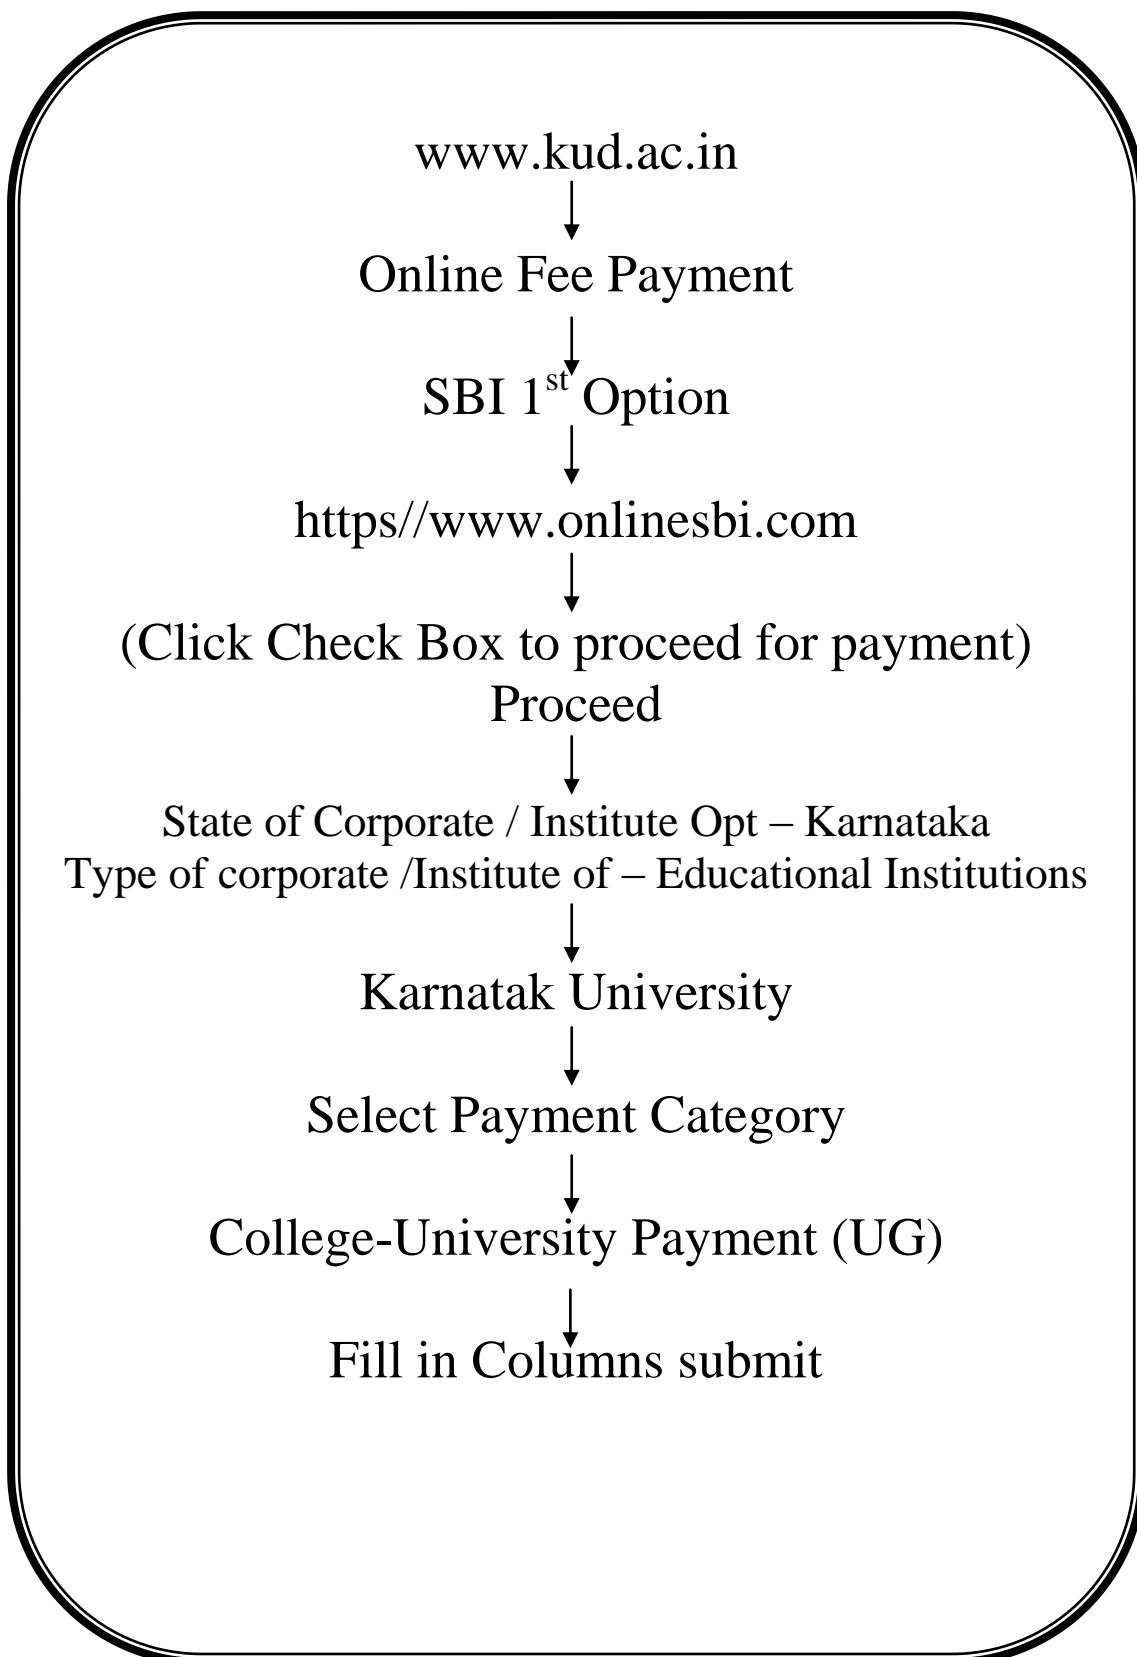 www.kud.ac.in
Online Fee Payment
SBI 1st Option
https//www.onlinesbi.com
(Click Check Box to proceed for payment)
Proceed
State of Corporate / Institute Opt – Karnataka
Type of corporate /Institute of – Educational Institutions
Karnatak University
Select Payment Category
College-University Payment (UG)
Fill in Columns submit